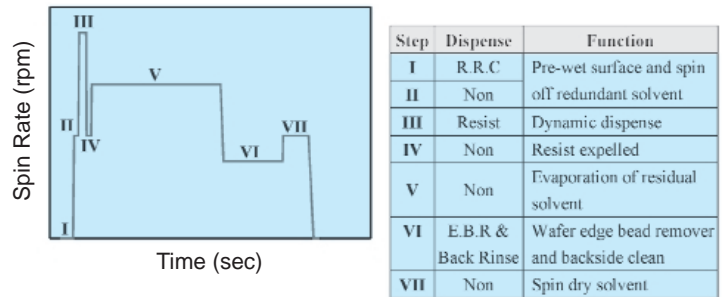 III
V
II
IV
VI
VII
I
Spin Rate (rpm)
Time (sec)
Step Dispense Function
I R.R.C Pre-wet surface and spin
II Non off redundant solvent
III Resist Dynamic dispense
IV Non Resist expelled
V Non Evaporation of residual
solvent
VI E.B.R & Wafer edge bead remover
Back Rinse and backside clean
VII Non Spin dry solvent